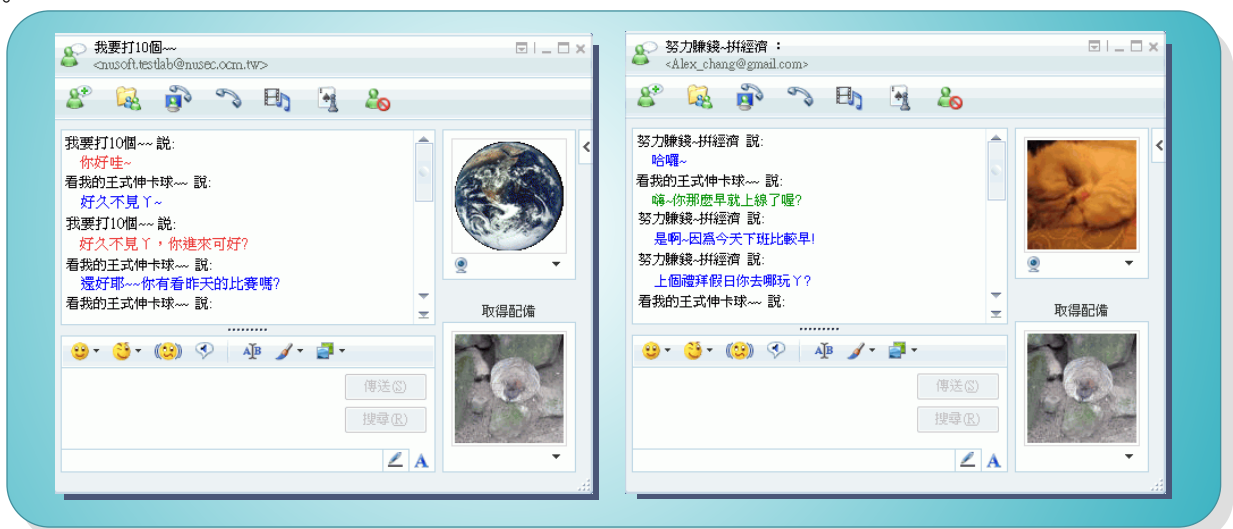 我要打10個~~
<nusoft.testlab@nusec.ocm.tw>
我要打10個~~ 說:
你好哇~
看我的王式伸卡球~~ 說:
好久不見ㄚ~
我要打10個~~ 說:
好久不見ㄚ，你進來可好?
看我的王式伸卡球~~ 說:
還好耶~~你有看昨天的比賽嗎?
看我的王式伸卡球~~ 說:
取得配備
傳送(S)
搜尋(R)
努力賺錢~拼經濟 ：
<Alex_chang@gmail.com>
努力賺錢~拼經濟 說:
哈囉~
看我的王式伸卡球~~ 說:
嗨~你那麼早就上線了喔?
努力賺錢~拼經濟 說:
是啊~因為今天下班比較早!
努力賺錢~拼經濟 說:
上個禮拜假日你去哪玩ㄚ?
看我的王式伸卡球~~ 說:
取得配備
傳送(S)
搜尋(R)